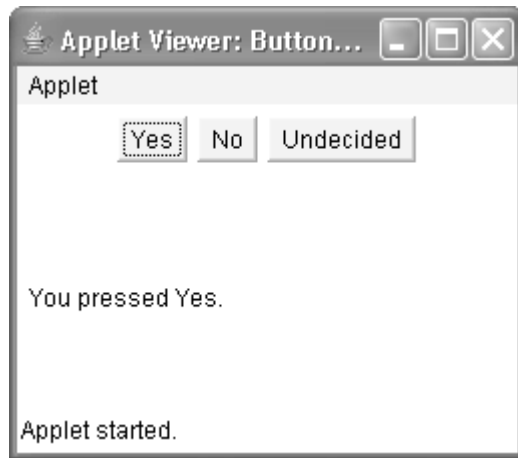 Applet Viewer: Button...
Applet
Yes No Undecided
You pressed Yes.
Applet started.